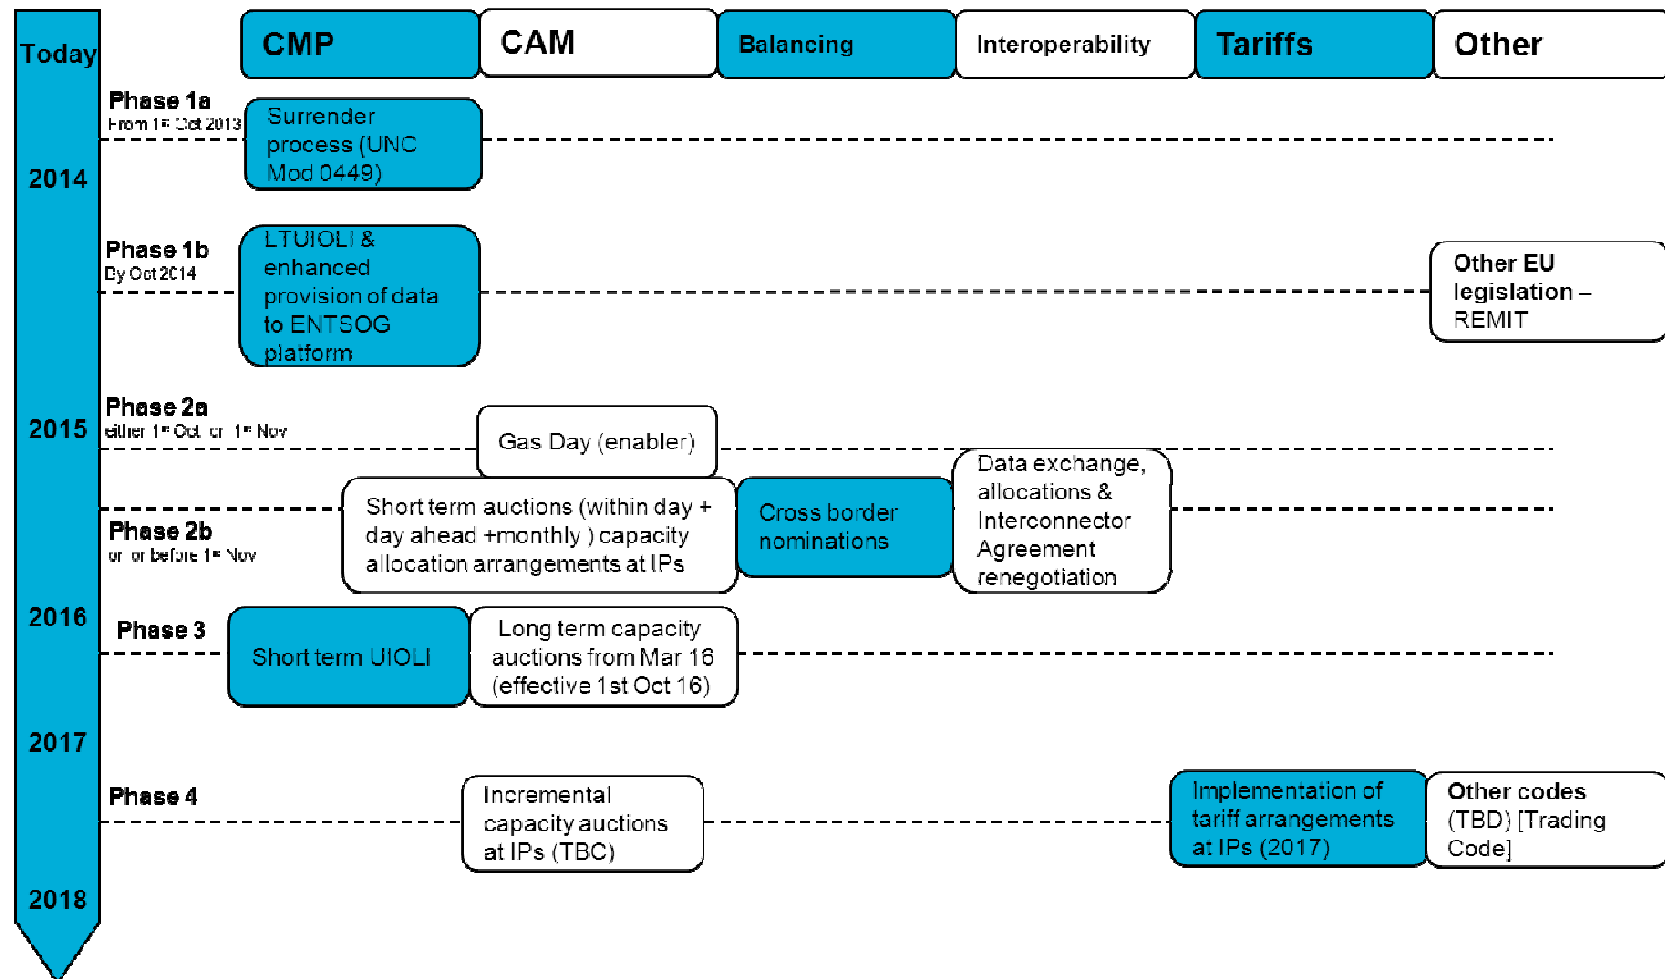 Today
CMP
CAM
Balancing
Interoperability
Tariffs
Other
Phase 1a
From 1st Oct 2013
Surrender
process (UNC
Mod 0449)
2014
Phase 1b
By Oct 2014
LTUIOLI &
enhanced
provision of data
to ENTSOG
platform
Other EU
legislation –
REMIT
2015
Phase 2a
either 1st Oct or 1st Nov
Gas Day (enabler)
Phase 2b
on or before 1st Nov
Short term auctions (within day +
day ahead +monthly ) capacity
allocation arrangements at IPs
Cross border
nominations
Data exchange,
allocations &
Interconnector
Agreement
renegotiation
2016
Phase 3
Short term UIOLI
Long term capacity
auctions from Mar 16
(effective 1st Oct 16)
2017
Phase 4
Incremental
capacity auctions
at IPs (TBC)
Implementation of
tariff arrangements
at IPs (2017)
Other codes
(TBD) [Trading
Code]
2018